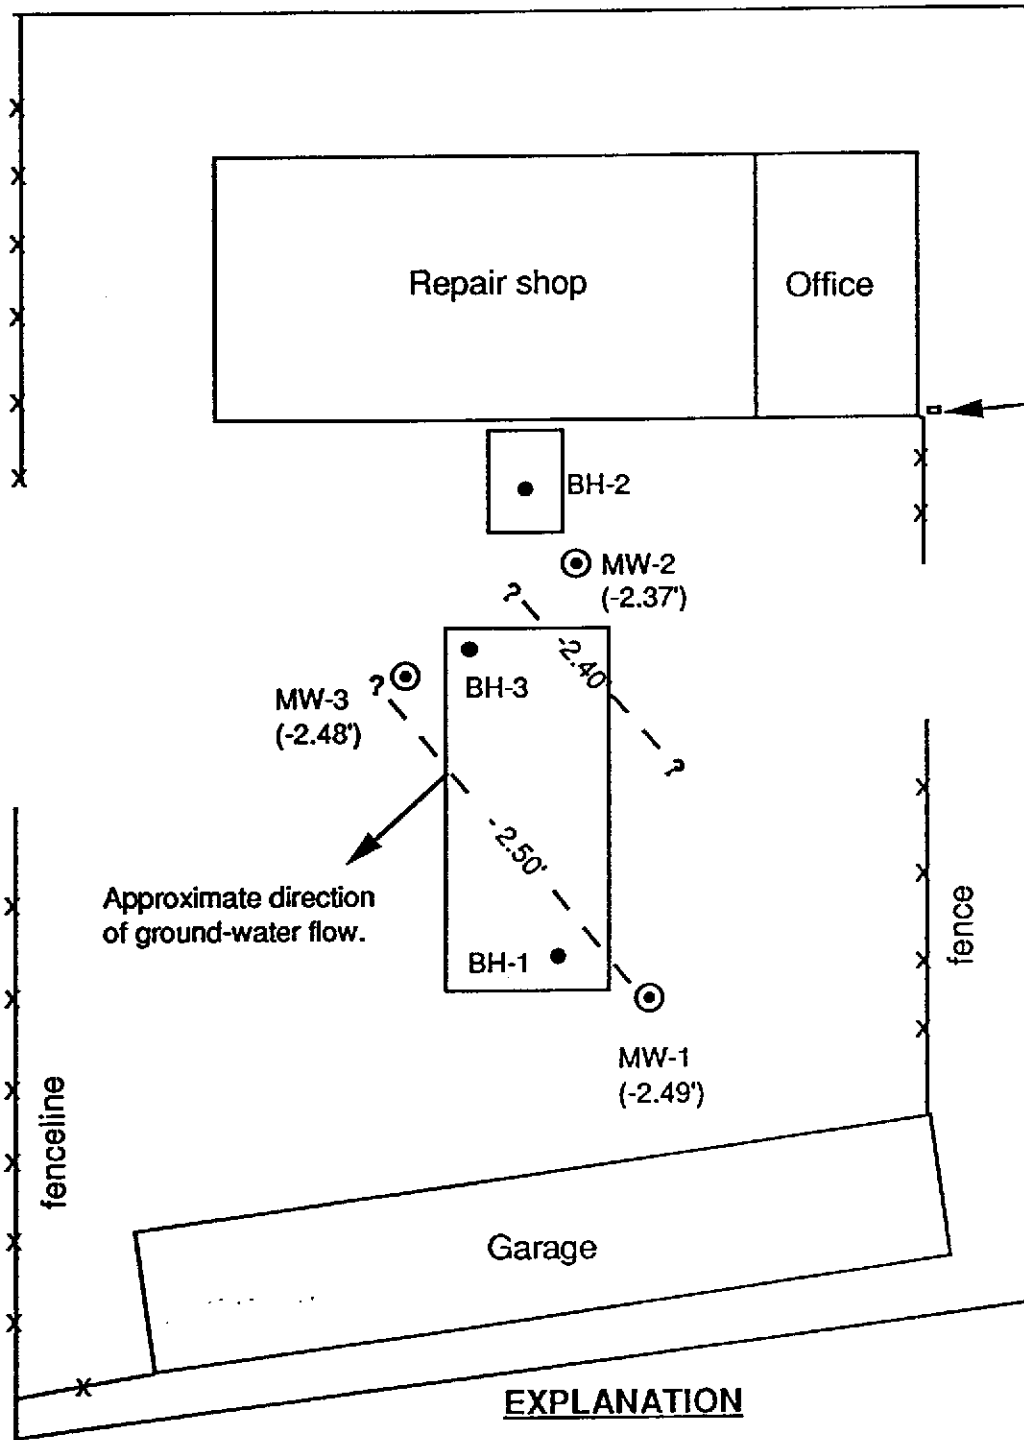 Repair shop
Office
BH-2
MW-2
(-2.37')
?
-2.40'
BH-3
MW-3
(-2.48')
?
?
-2.50'
Approximate direction
of ground-water flow.
BH-1
fence
MW-1
(-2.49')
fenceline
Garage
EXPLANATION